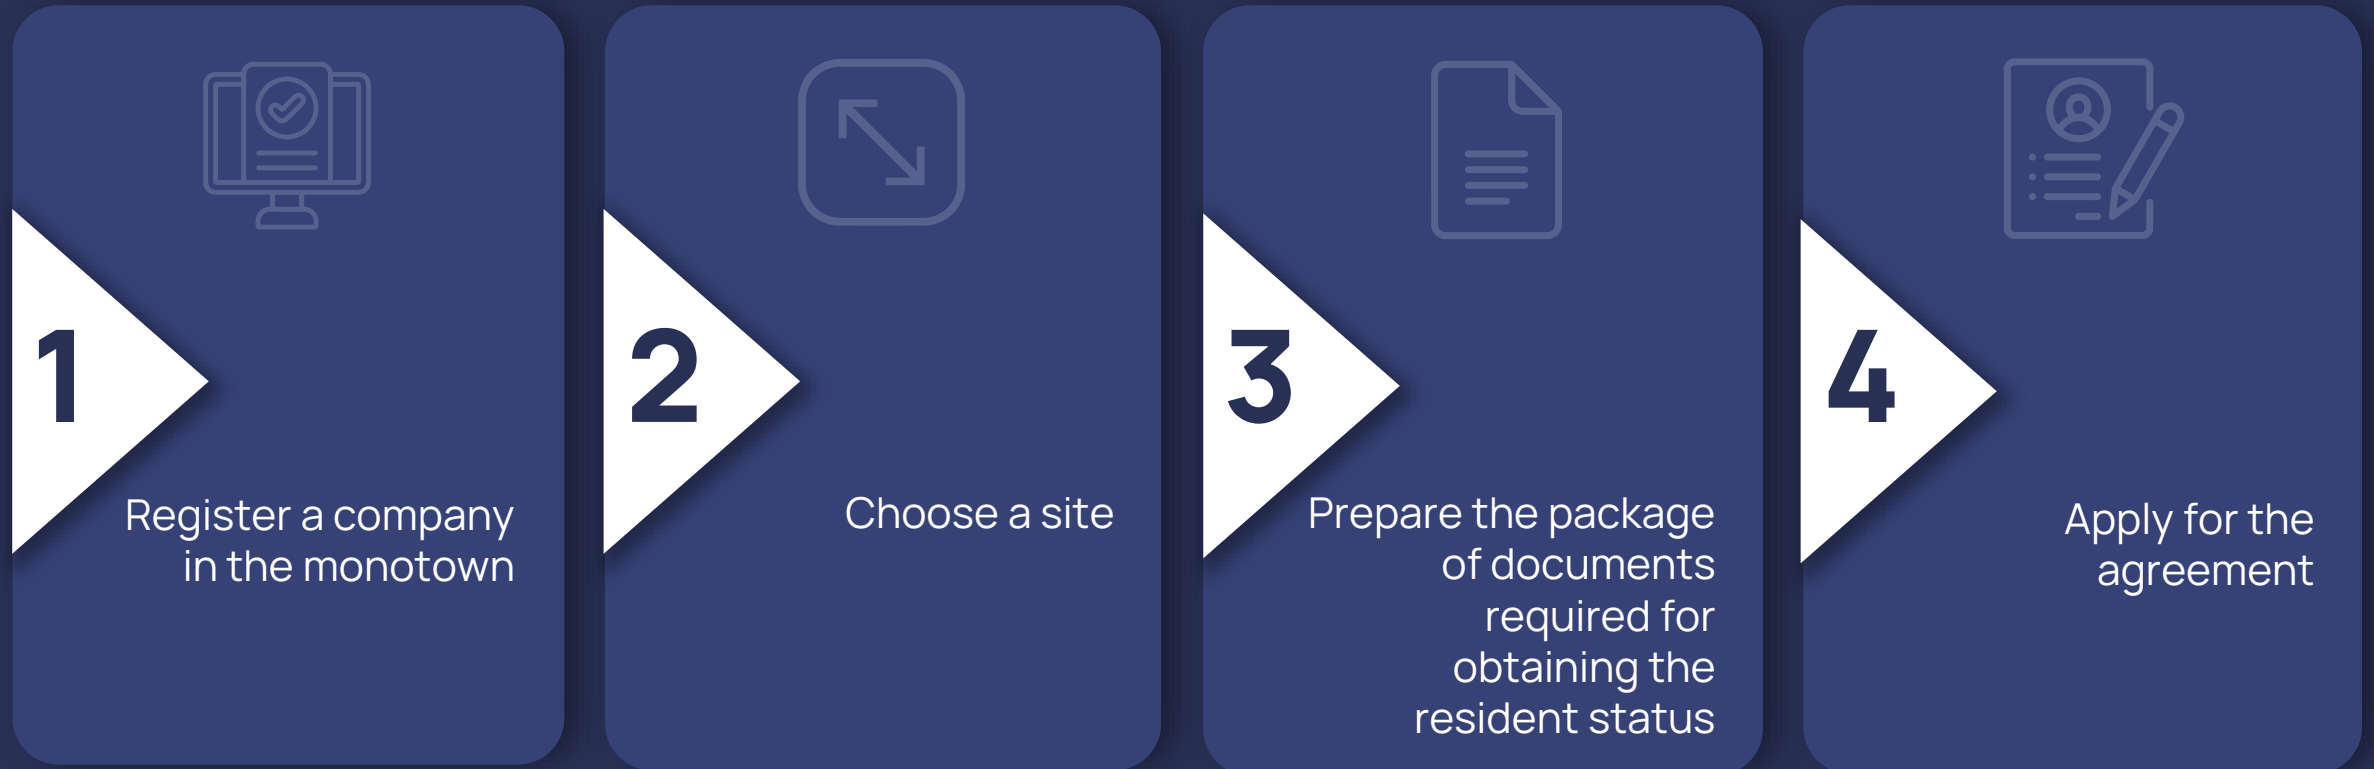 1
Register a company
in the monotown
2
Choose a site
3
Prepare the package
of documents
required for
obtaining the
resident status
4
Apply for the
agreement